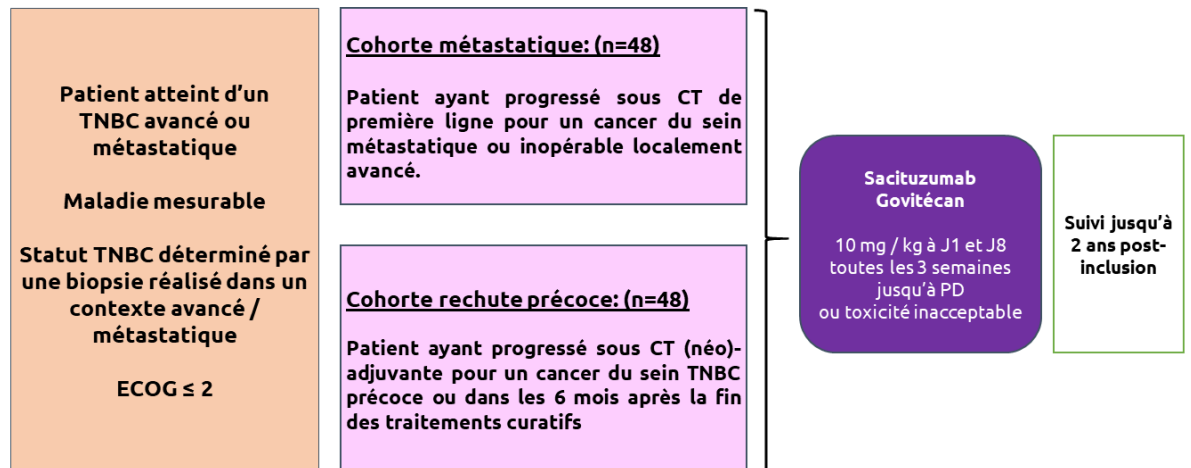 Patient atteint d'un
TNBC avancé ou
métastatique
Maladie mesurable
Statut TNBC déterminé par
une biopsie réalisé dans un
contexte avancé /
métastatique
ECOG ≤ 2
Cohorte métastatique: (n=48)
Patient ayant progressé sous CT de
première ligne pour un cancer du sein
métastatique ou inopérable localement
avancé.
Cohorte rechute précoce: (n=48)
Patient ayant progressé sous CT (néo)-
adjuvante pour un cancer du sein TNBC
précoce ou dans les 6 mois après la fin
des traitements curatifs
Sacituzumab
Govitécan
10 mg / kg à J1 et J8
toutes les 3 semaines
jusqu'à PD
ou toxicité inacceptable
Suivi jusqu'à
2 ans post-
inclusion